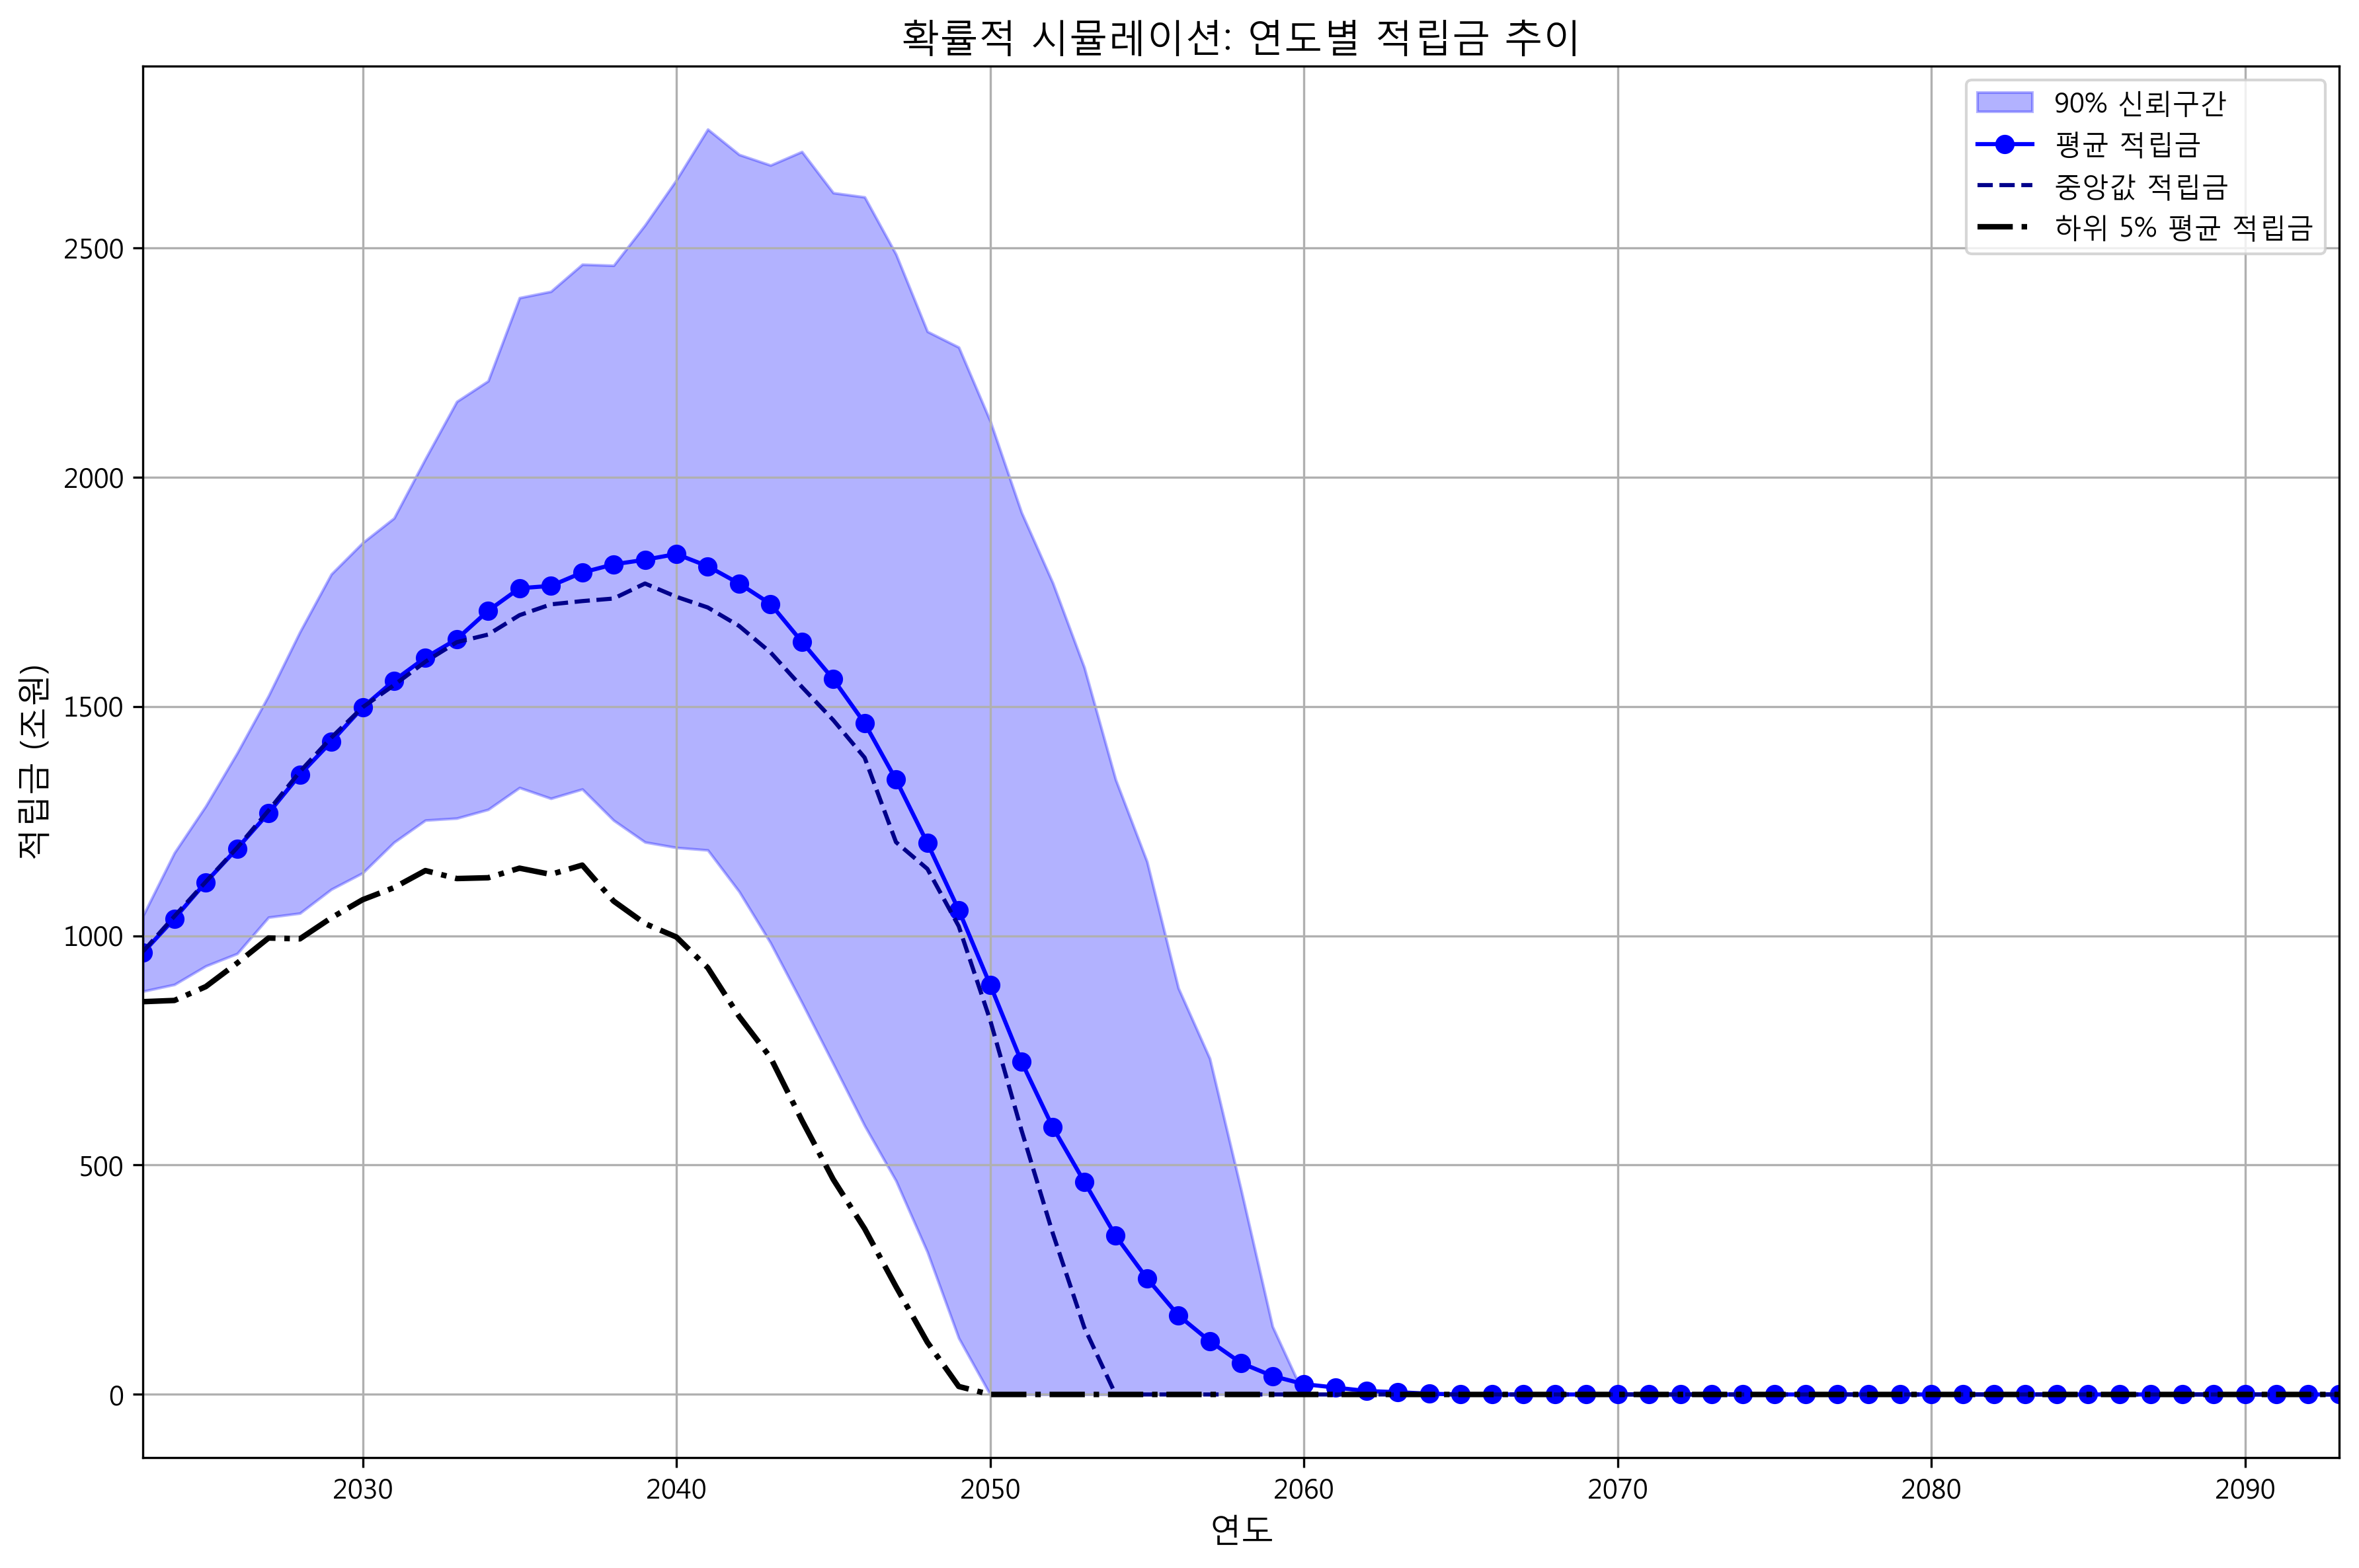 확률적 시뮬레이션: 연도별 적립금 추이
90% 신뢰구간
평균 적립금
중앙값 적립금
하위 5% 평균 적립금
적립금 (조원)
2500
2000
1500
1000
500
0
2030 2040 2050 2060 2070 2080 2090
연도